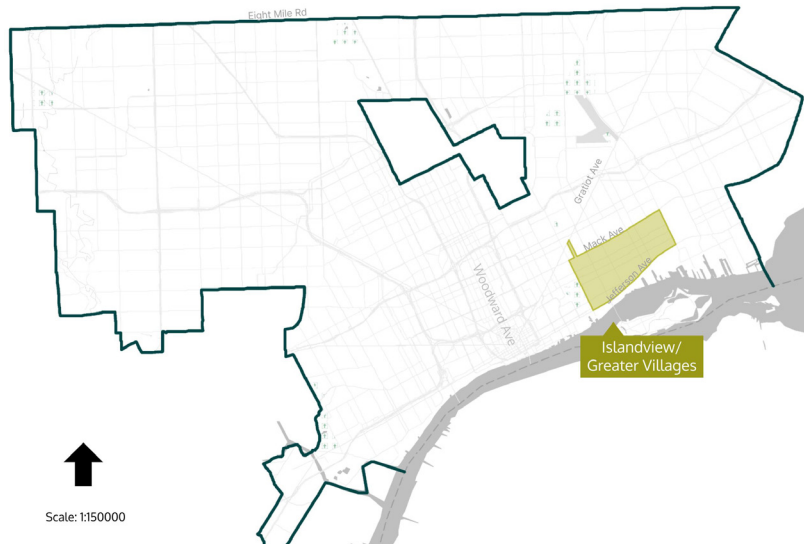 Eight Mile Rd
Gratiot Ave
Mack Ave
Jefferson Ave
Woodward Ave
Islandview/
Greater Villages
Scale: 1:150000